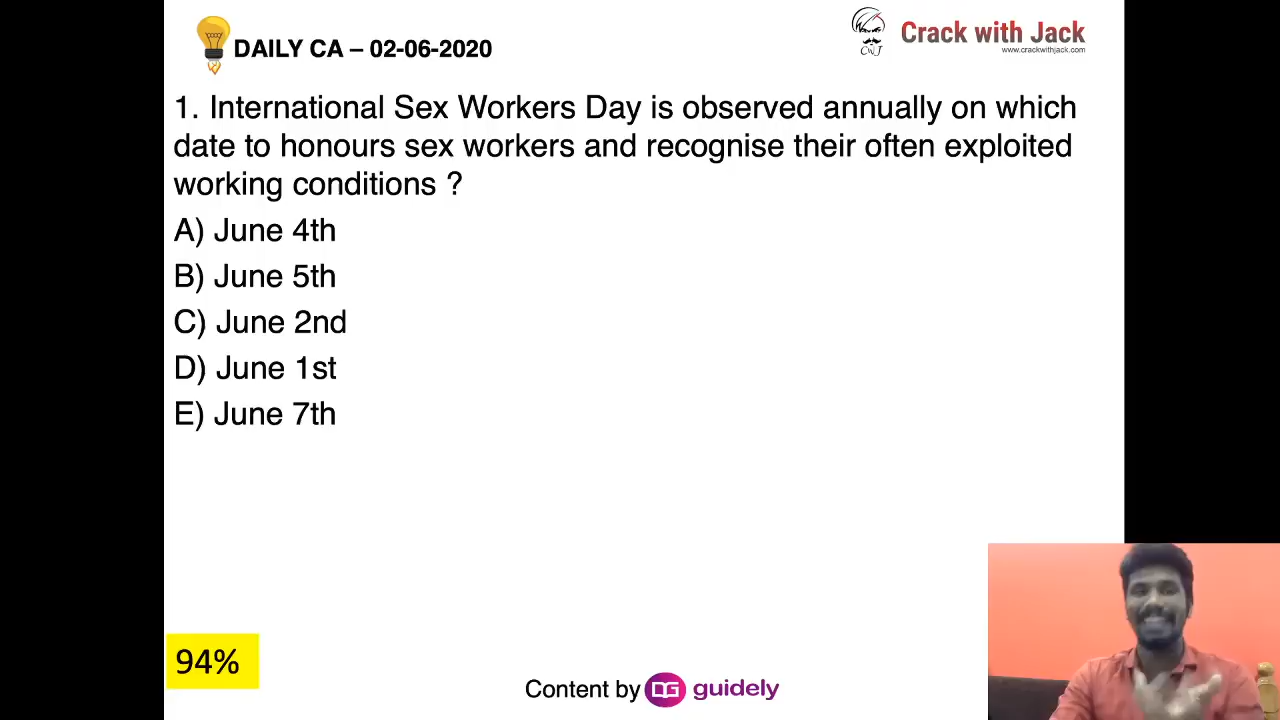 DAILY CA – 02-06-2020
CWJ
Crack with Jack
www.crackwithjack.com
1. International Sex Workers Day is observed annually on which
date to honours sex workers and recognise their often exploited
working conditions ?
A) June 4th
B) June 5th
C) June 2nd
D) June 1st
E) June 7th
94%
Content by DG guidely